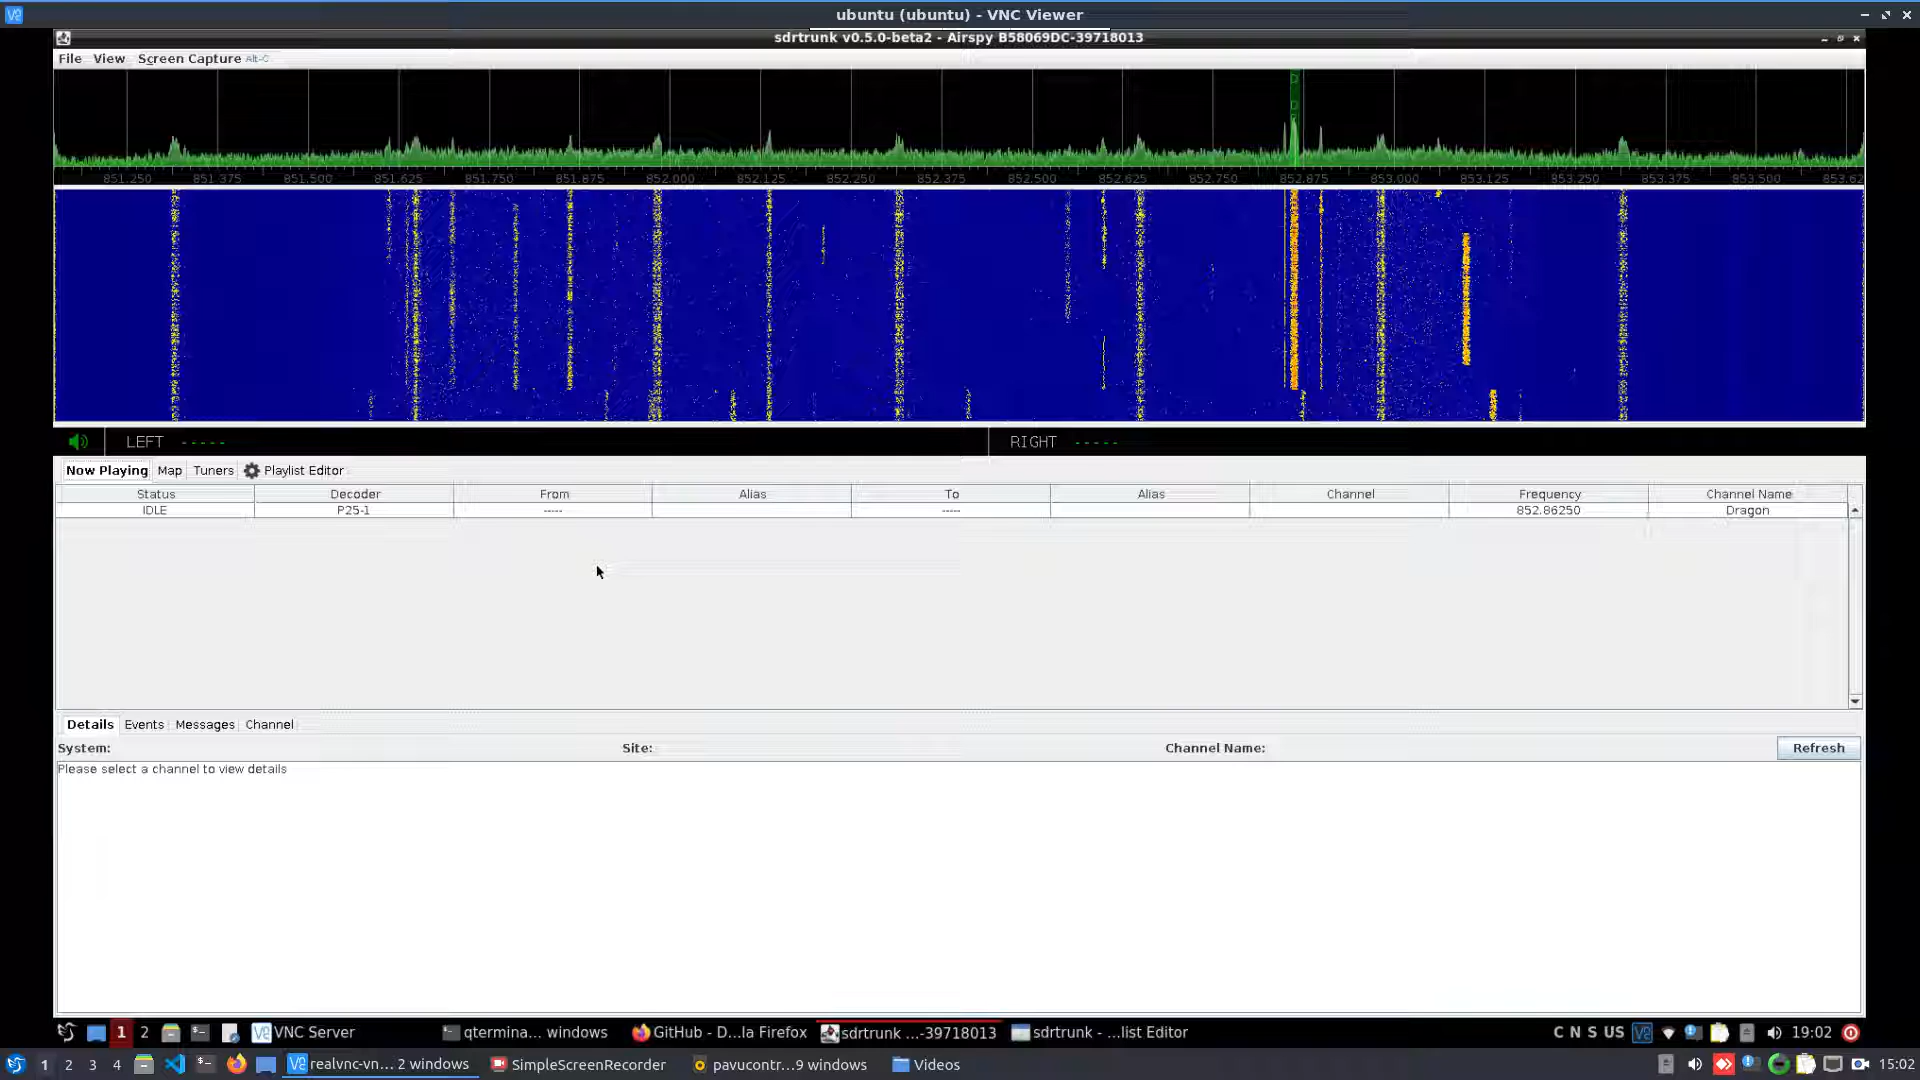 ubuntu (ubuntu) - VNC Viewer
sdrtrunk v0.5.0-beta2 - Airspy B58069DC-39718013
File View Screen Capture Alt-C
851.250 851.375 851.500 851.625 851.750 851.875 852.000 852.125 852.250 852.375 852.500 852.625 852.750 852.875 853.000 853.125 853.250 853.375 853.500 853.62
LEFT ----- RIGHT -----
Now Playing Map Tuners Playlist Editor
Status Decoder From Alias To Alias Channel Frequency Channel Name
IDLE P25-1 ----- ----- 852.86250 Dragon
Details Events Messages Channel
System: Site: Channel Name: Refresh
Please select a channel to view details
1 2 VNC Server qtermina... windows GitHub - D...la Firefox sdrtrunk ...-39718013 sdrtrunk - ...list Editor C N S US 19:02
1 2 3 4 realvnc-vn... 2 windows SimpleScreenRecorder pavucontr...9 windows Videos 15:02